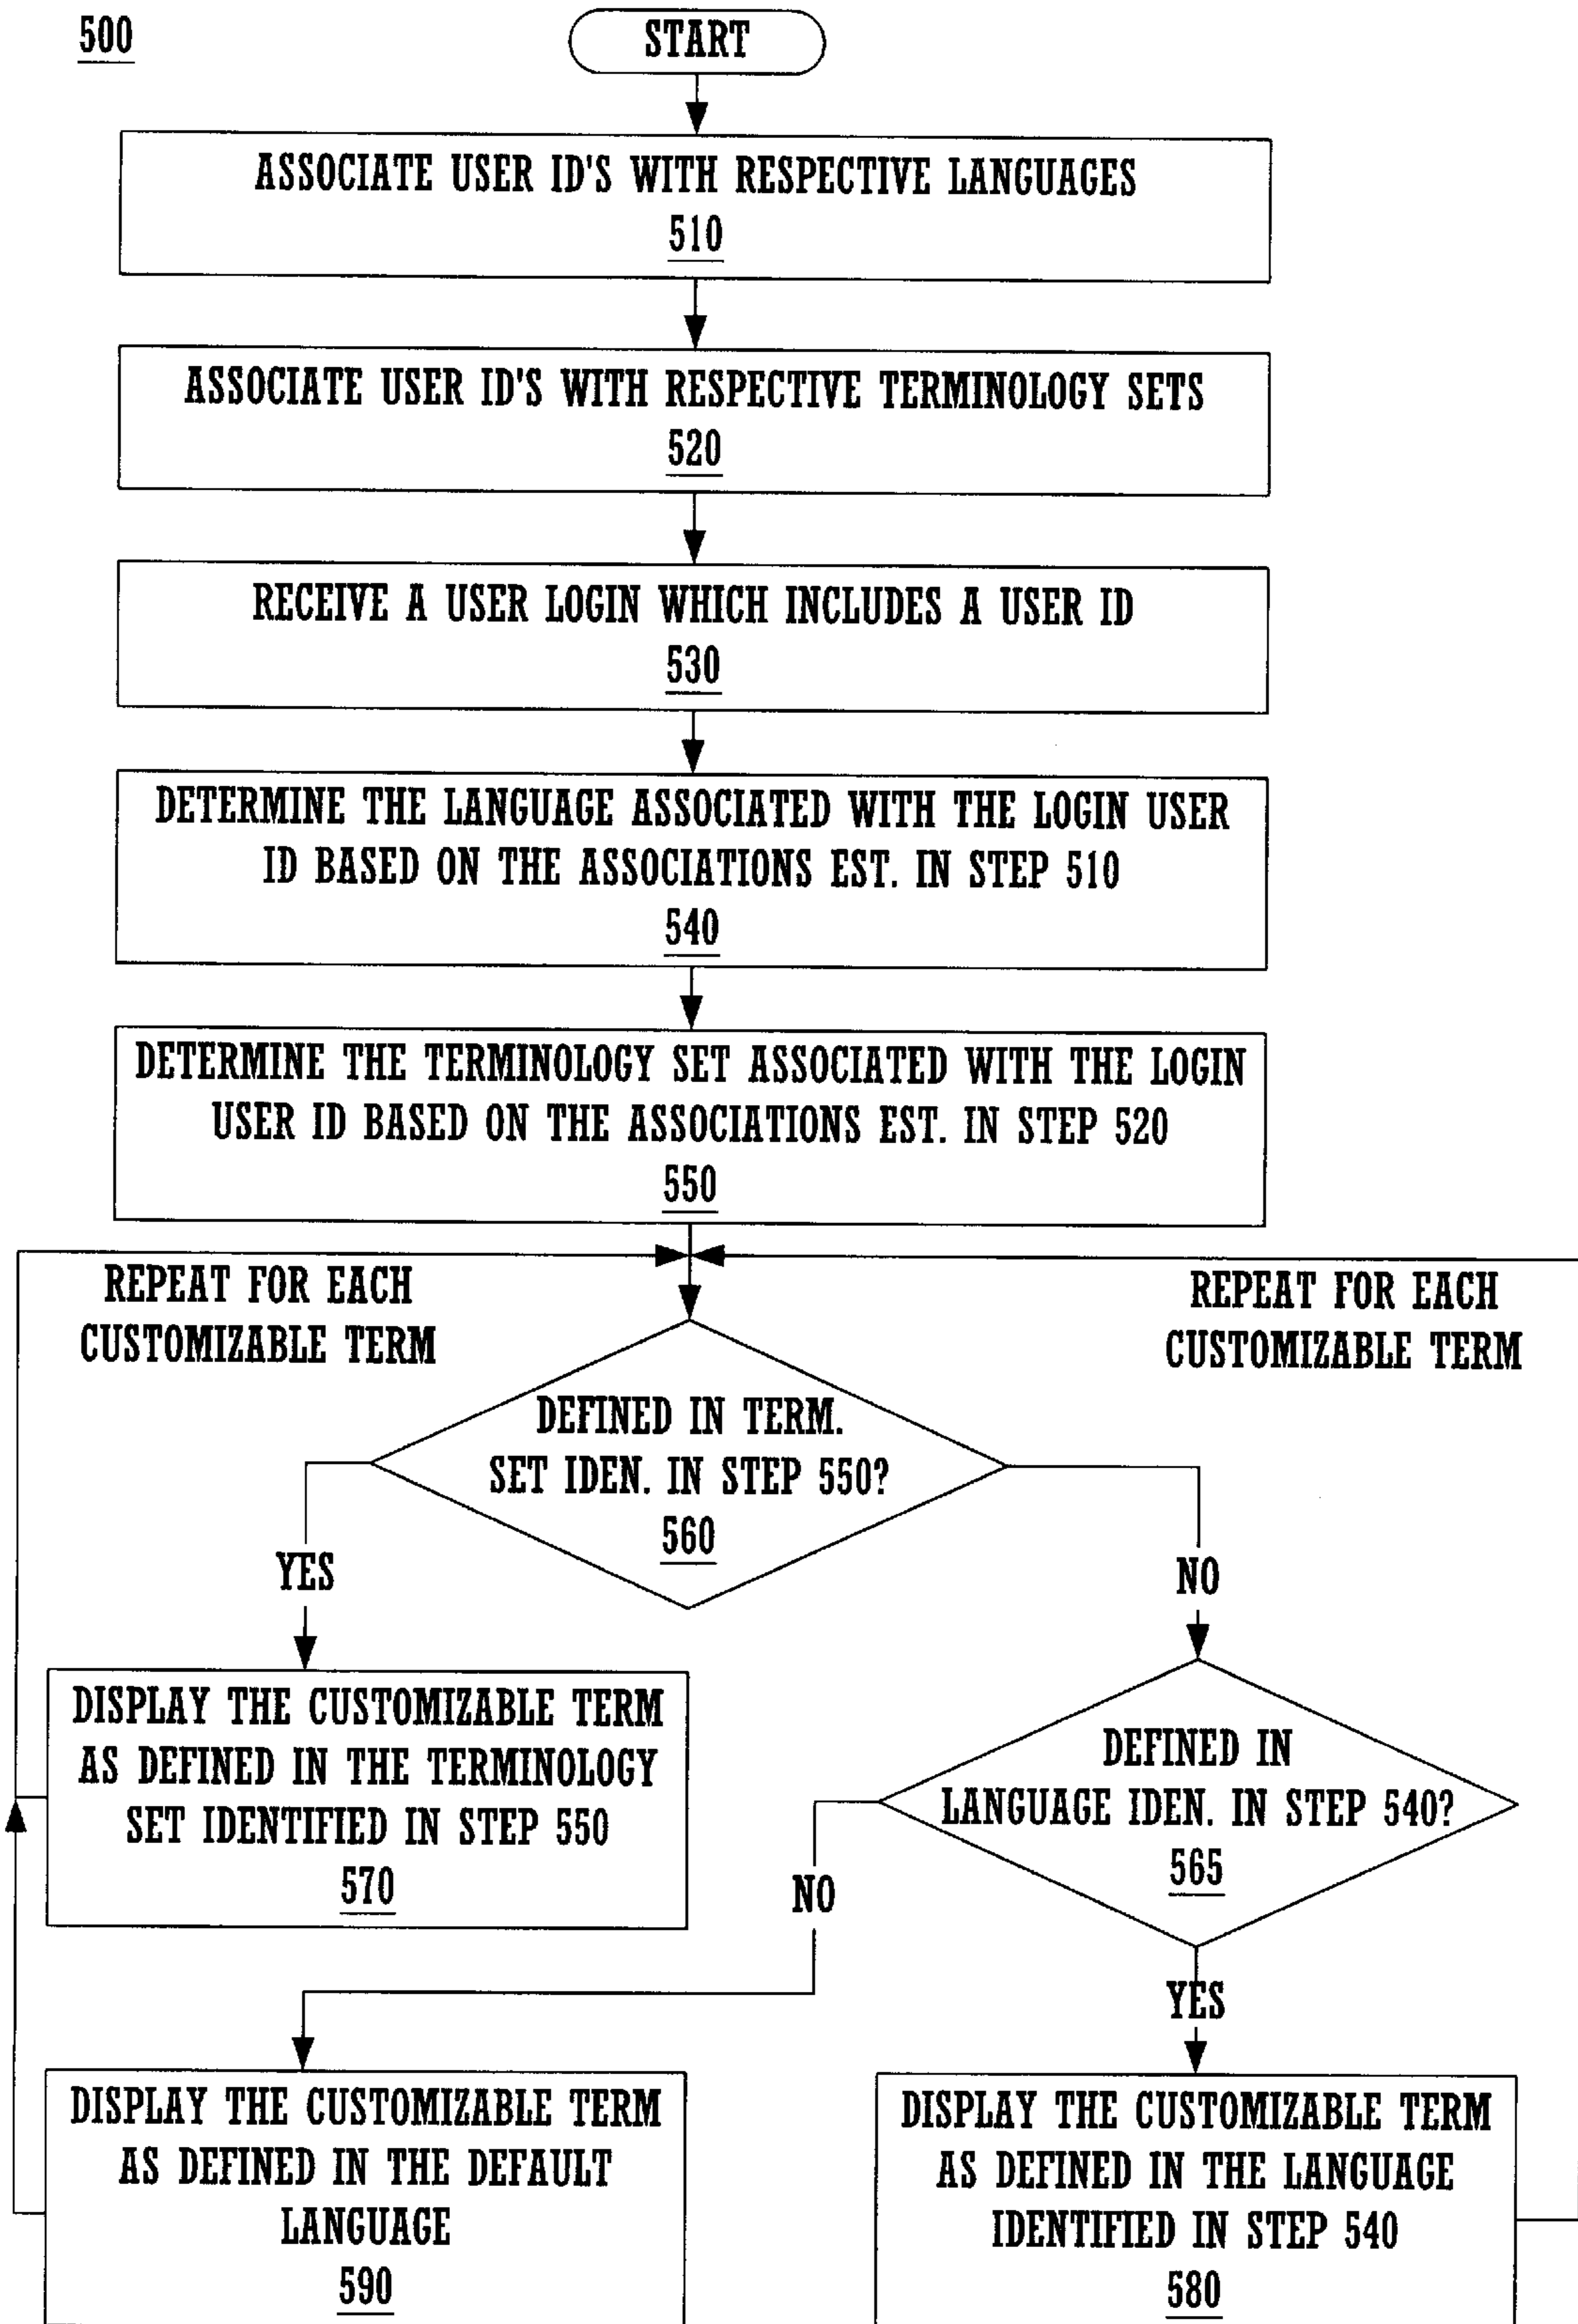 500
START
ASSOCIATE USER ID'S WITH RESPECTIVE LANGUAGES
510
ASSOCIATE USER ID'S WITH RESPECTIVE TERMINOLOGY SETS
520
RECEIVE A USER LOGIN WHICH INCLUDES A USER ID
530
DETERMINE THE LANGUAGE ASSOCIATED WITH THE LOGIN USER
ID BASED ON THE ASSOCIATIONS EST. IN STEP 510
540
DETERMINE THE TERMINOLOGY SET ASSOCIATED WITH THE LOGIN
USER ID BASED ON THE ASSOCIATIONS EST. IN STEP 520
550
REPEAT FOR EACH
CUSTOMIZABLE TERM
REPEAT FOR EACH
CUSTOMIZABLE TERM
DEFINED IN TERM.
SET IDEN. IN STEP 550?
560
YES
NO
DISPLAY THE CUSTOMIZABLE TERM
AS DEFINED IN THE TERMINOLOGY
SET IDENTIFIED IN STEP 550
570
DEFINED IN
LANGUAGE IDEN. IN STEP 540?
565
NO
YES
DISPLAY THE CUSTOMIZABLE TERM
AS DEFINED IN THE DEFAULT
LANGUAGE
590
DISPLAY THE CUSTOMIZABLE TERM
AS DEFINED IN THE LANGUAGE
IDENTIFIED IN STEP 540
580